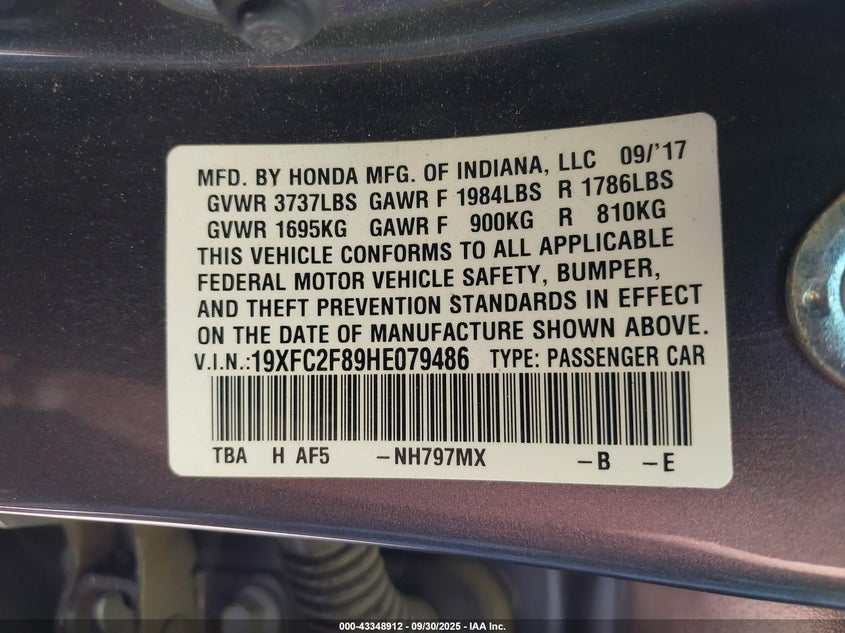 MFD. BY HONDA MFG. OF INDIANA, LLC 09/'17
GVWR 3737LBS GAWR F 1984LBS R 1786LBS
GVWR 1695KG GAWR F 900KG R 810KG
THIS VEHICLE CONFORMS TO ALL APPLICABLE
FEDERAL MOTOR VEHICLE SAFETY, BUMPER,
AND THEFT PREVENTION STANDARDS IN EFFECT
ON THE DATE OF MANUFACTURE SHOWN ABOVE.
V.I.N.:19XFC2F89HE079486 TYPE: PASSENGER CAR
TBA H AF5 –NH797MX –B –E
000-43348912 - 09/30/2025 - IAA Inc.